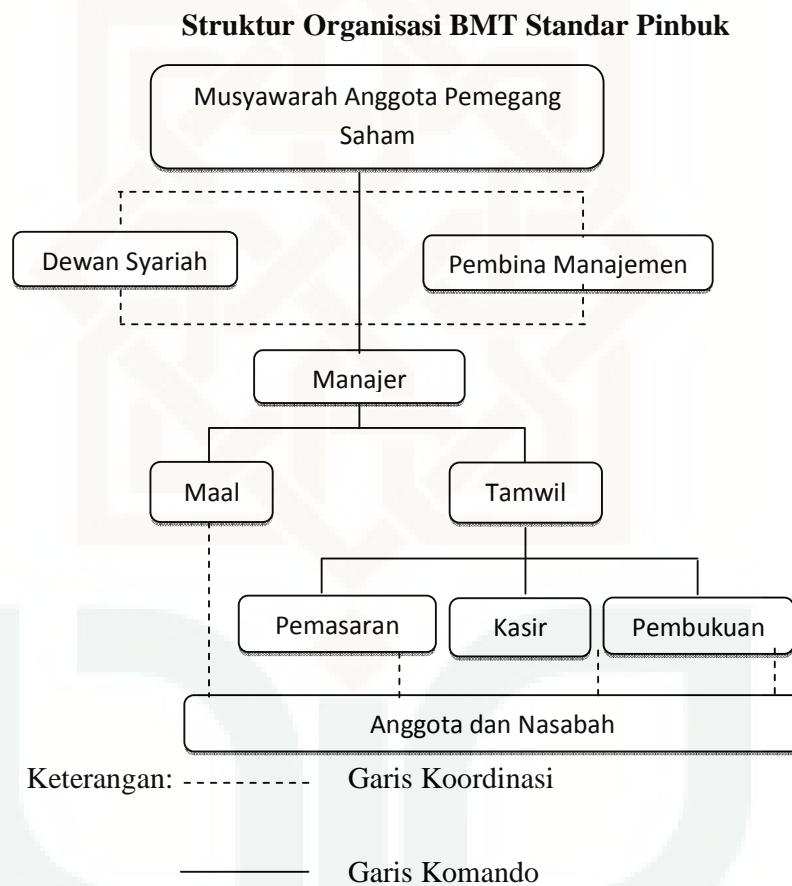 Struktur Organisasi BMT Standar Pinbuk
Musyawarah Anggota Pemegang
Saham
Dewan Syariah
Pembina Manajemen
Manajer
Maal
Tamwil
Pemasaran
Kasir
Pembukuan
Anggota dan Nasabah
Keterangan: Garis Koordinasi
Garis Komando